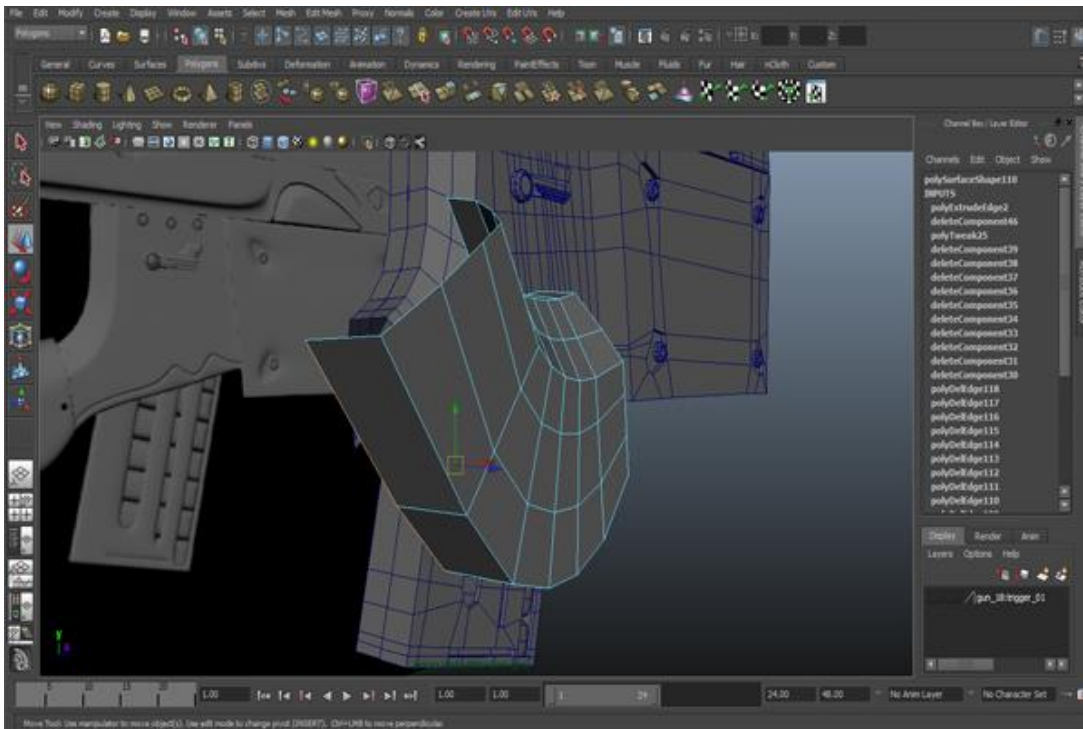 File Edit Modify Create Display Window Assets Select Mesh Edit Mesh Proxy Normals Color Create UVs Edit UVs Help
Polygons
General Curves Surfaces Polygons Subdivs Deformation Animation Dynamics Rendering PaintEffects Toon Muscle Fluids Fur Hair nCloth Custom
View Shading Lighting Show Renderer Panels
Channel Box / Layer Editor
Channels Edit Object Show
polySurfaceShape118
INPUTS
polyExtrudeEdge2
deleteComponent46
polyTweak25
deleteComponent39
deleteComponent38
deleteComponent37
deleteComponent36
deleteComponent35
deleteComponent34
deleteComponent33
deleteComponent32
deleteComponent31
deleteComponent30
polyDelEdge118
polyDelEdge117
polyDelEdge116
polyDelEdge115
polyDelEdge114
polyDelEdge113
polyDelEdge112
polyDelEdge111
polyDelEdge110
Display Render Anim
Layers Options Help
gun_18:trigger_01
y
5 10 15 20 1.00 1.00 1.00 1 24 24.00 48.00 No Anim Layer No Character Set
Move Tool: Use manipulator to move object(s). Use edit mode to change pivot (INSERT). Ctrl+LMB to move perpendicular.